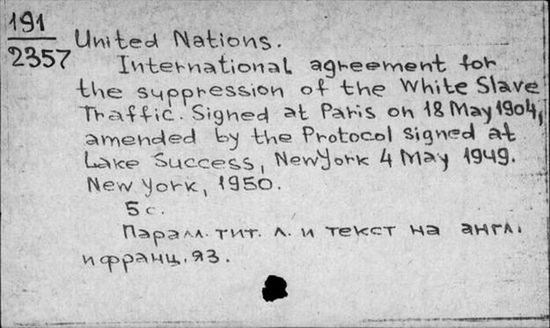 191
2357
United Nations.
International agreement for
the suppression of the White Slave
Traffic. Signed at Paris on 18 May 1904,
amended by the Protocol signed at
Lake Success, New York 4 May 1949.
New York, 1950.
5 с.
Паралл. тит. л. и текст на англ.
и франц. яз.